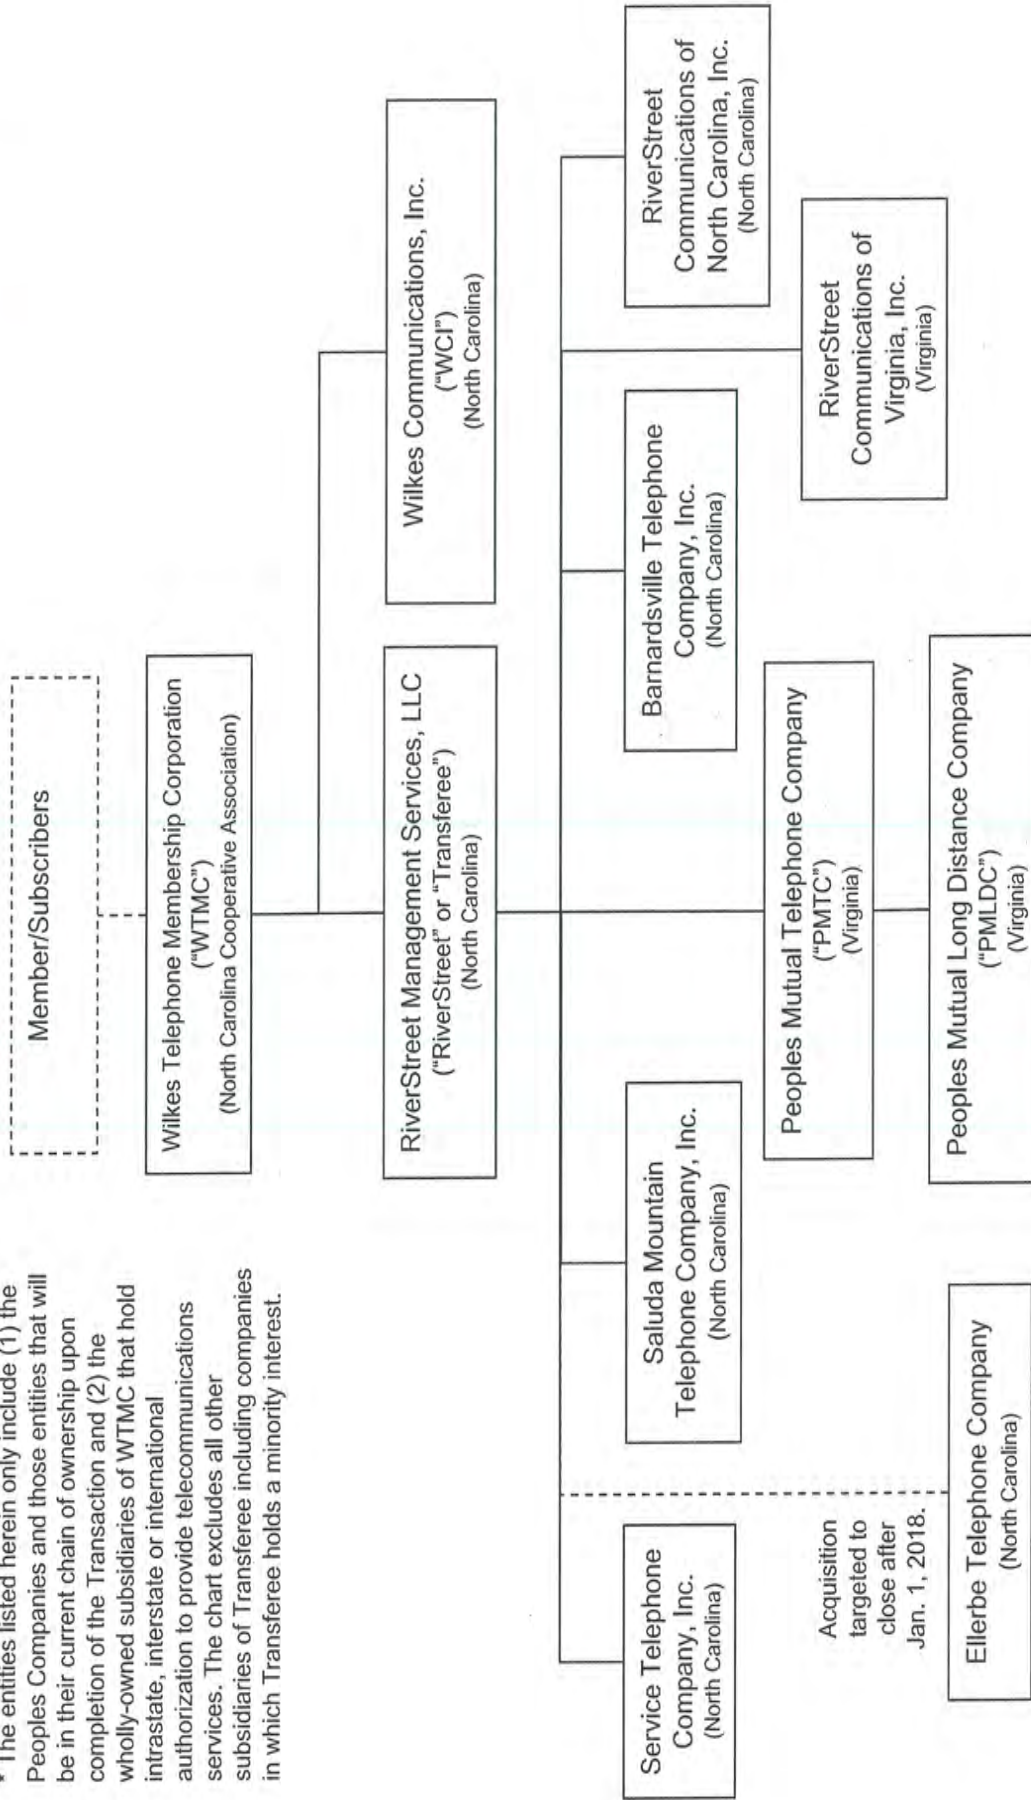 * The entities listed herein only include (1) the
Peoples Companies and those entities that will
be in their current chain of ownership upon
completion of the Transaction and (2) the
wholly-owned subsidiaries of WTMC that hold
intrastate, interstate or international
authorization to provide telecommunications
services. The chart excludes all other
subsidiaries of Transferee including companies
in which Transferee holds a minority interest.
Member/Subscribers
Wilkes Telephone Membership Corporation
("WTMC")
(North Carolina Cooperative Association)
RiverStreet Management Services, LLC
("RiverStreet" or "Transferee")
(North Carolina)
Wilkes Communications, Inc.
("WCI")
(North Carolina)
Service Telephone
Company, Inc.
(North Carolina)
Saluda Mountain
Telephone Company, Inc.
(North Carolina)
Barnardsville Telephone
Company, Inc.
(North Carolina)
RiverStreet
Communications of
North Carolina, Inc.
(North Carolina)
Peoples Mutual Telephone Company
("PMTC")
(Virginia)
RiverStreet
Communications of
Virginia, Inc.
(Virginia)
Acquisition
targeted to
close after
Jan. 1, 2018.
Ellerbe Telephone Company
(North Carolina)
Peoples Mutual Long Distance Company
("PMLDC")
(Virginia)